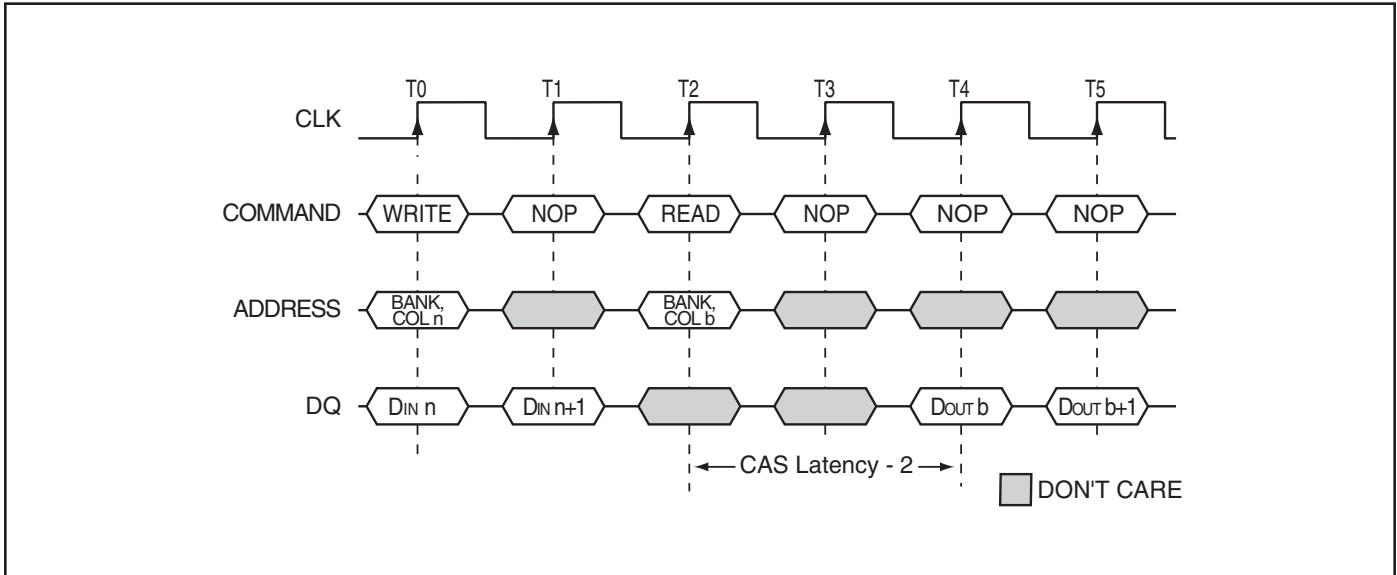 T0 T1 T2 T3 T4 T5
CLK
COMMAND WRITE NOP READ NOP NOP NOP
ADDRESS BANK, COL n BANK, COL b
DQ DIN n DIN n+1 DOUT b DOUT b+1
CAS Latency - 2
DON'T CARE